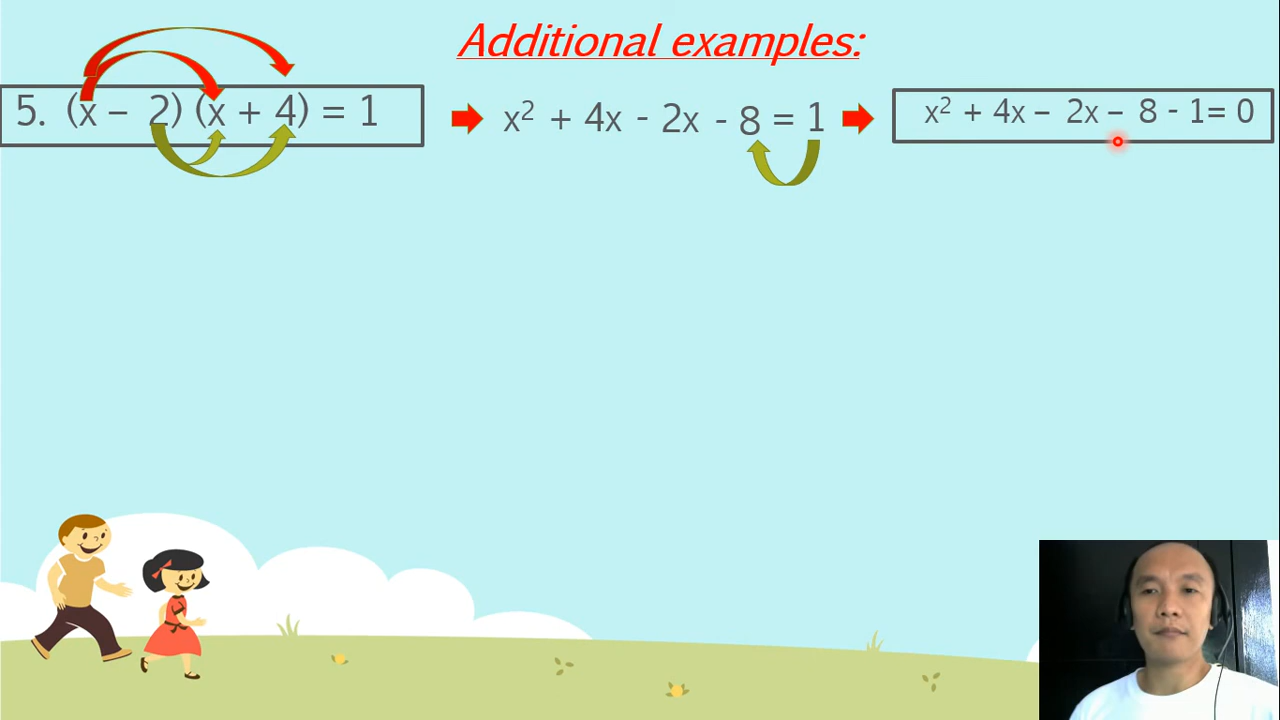 Additional examples:
5. (x – 2) (x + 4) = 1
x² + 4x - 2x - 8 = 1
x² + 4x – 2x – 8 - 1= 0